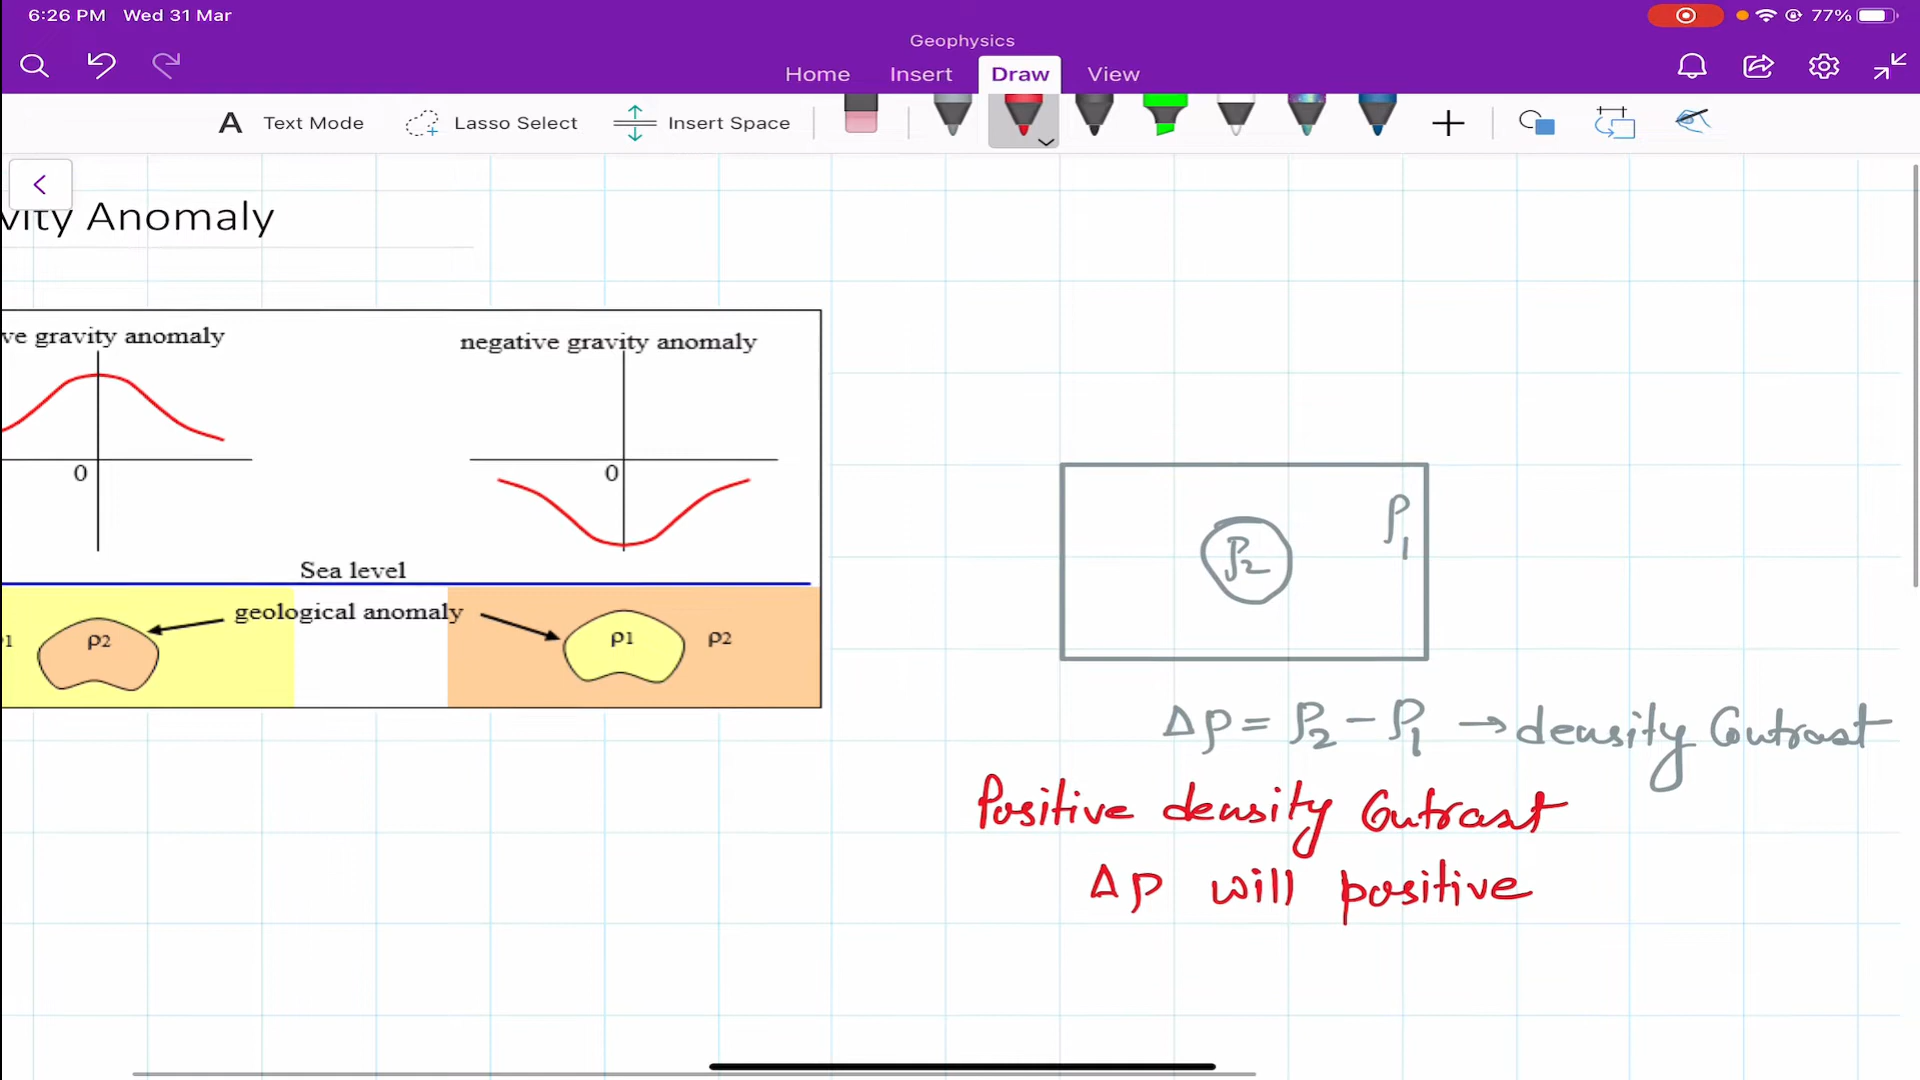 6:26 PM Wed 31 Mar
77%
Geophysics
Home Insert Draw View
A Text Mode Lasso Select Insert Space
vity Anomaly
ve gravity anomaly
negative gravity anomaly
0
0
Sea level
geological anomaly
ρ1
ρ2
ρ1
ρ2
ρ1
ρ2
Δρ = ρ2 - ρ1 → density Contrast
Positive density Contrast
Δρ will positive